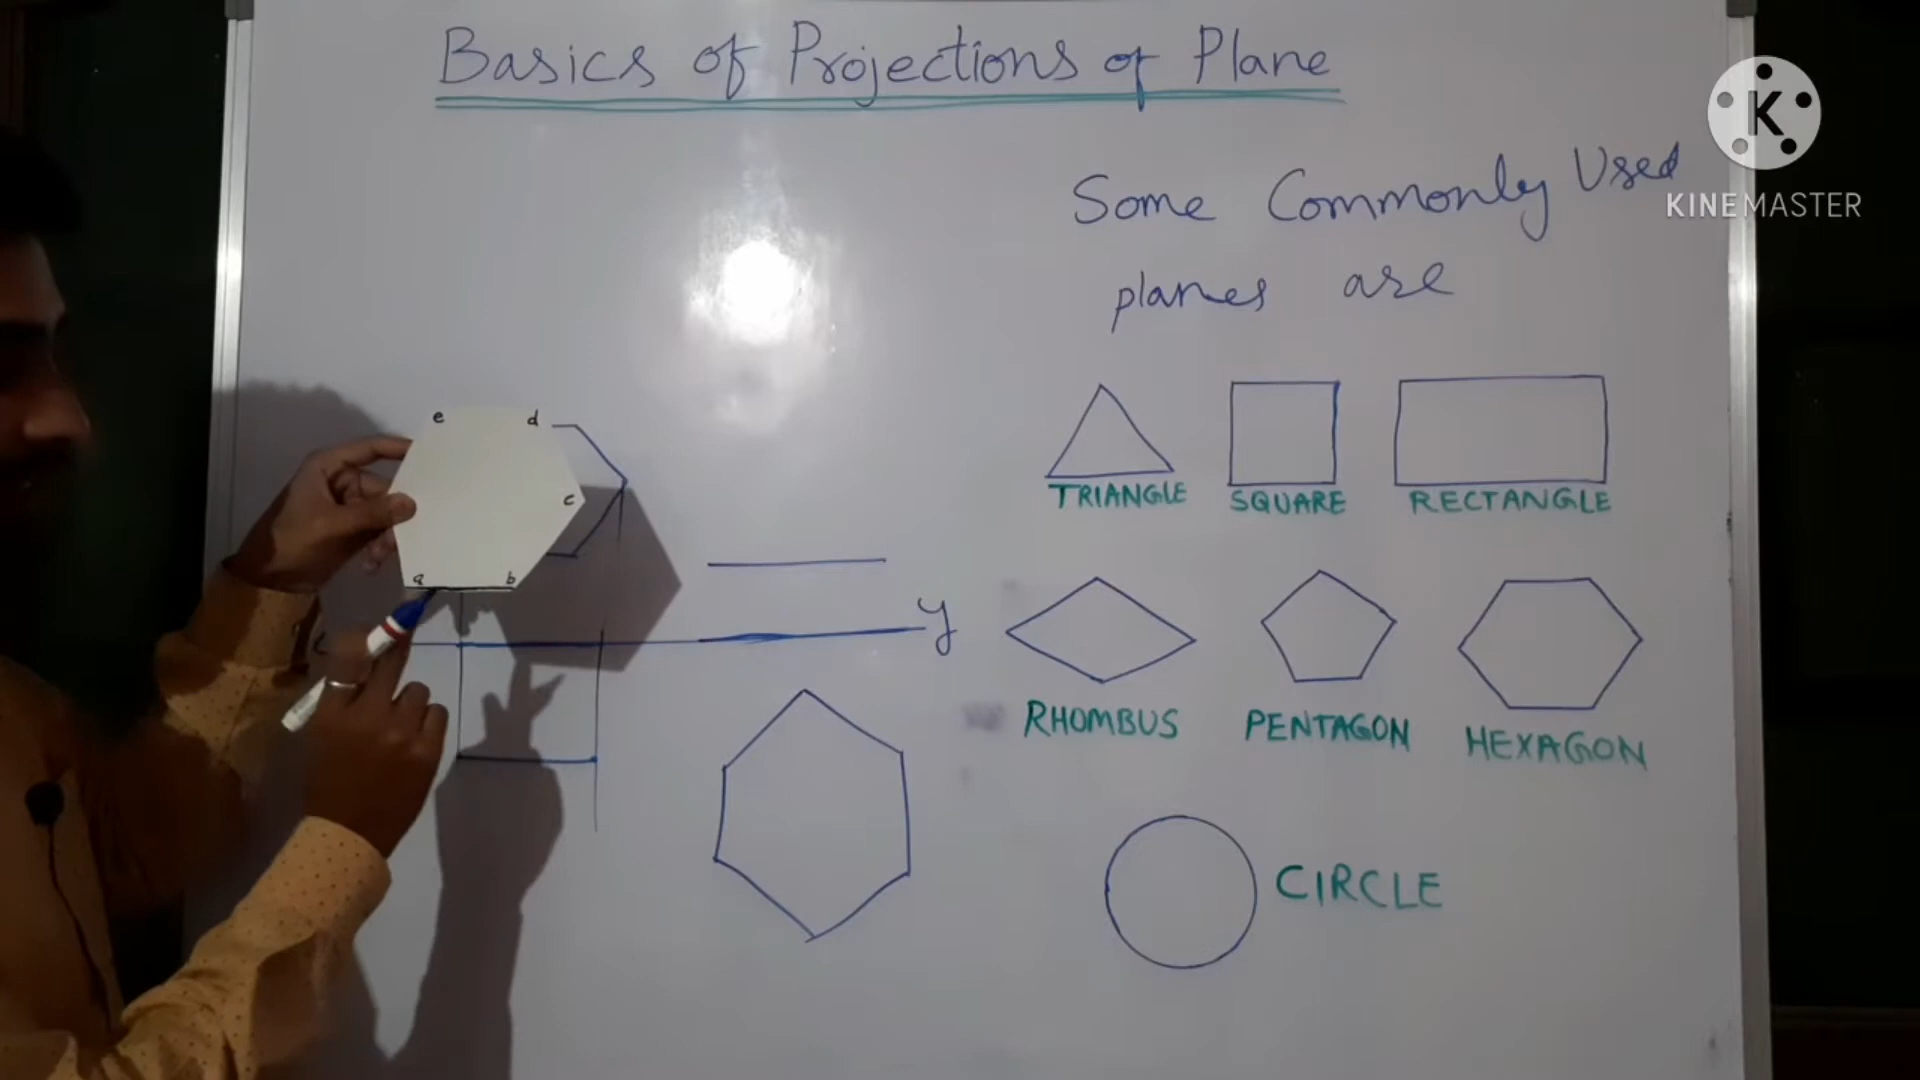 Basics of Projections of Plane
Some Commonly Used
planes are
KINEMASTER
K
e d
c
a b
y
TRIANGLE SQUARE RECTANGLE
RHOMBUS PENTAGON HEXAGON
CIRCLE